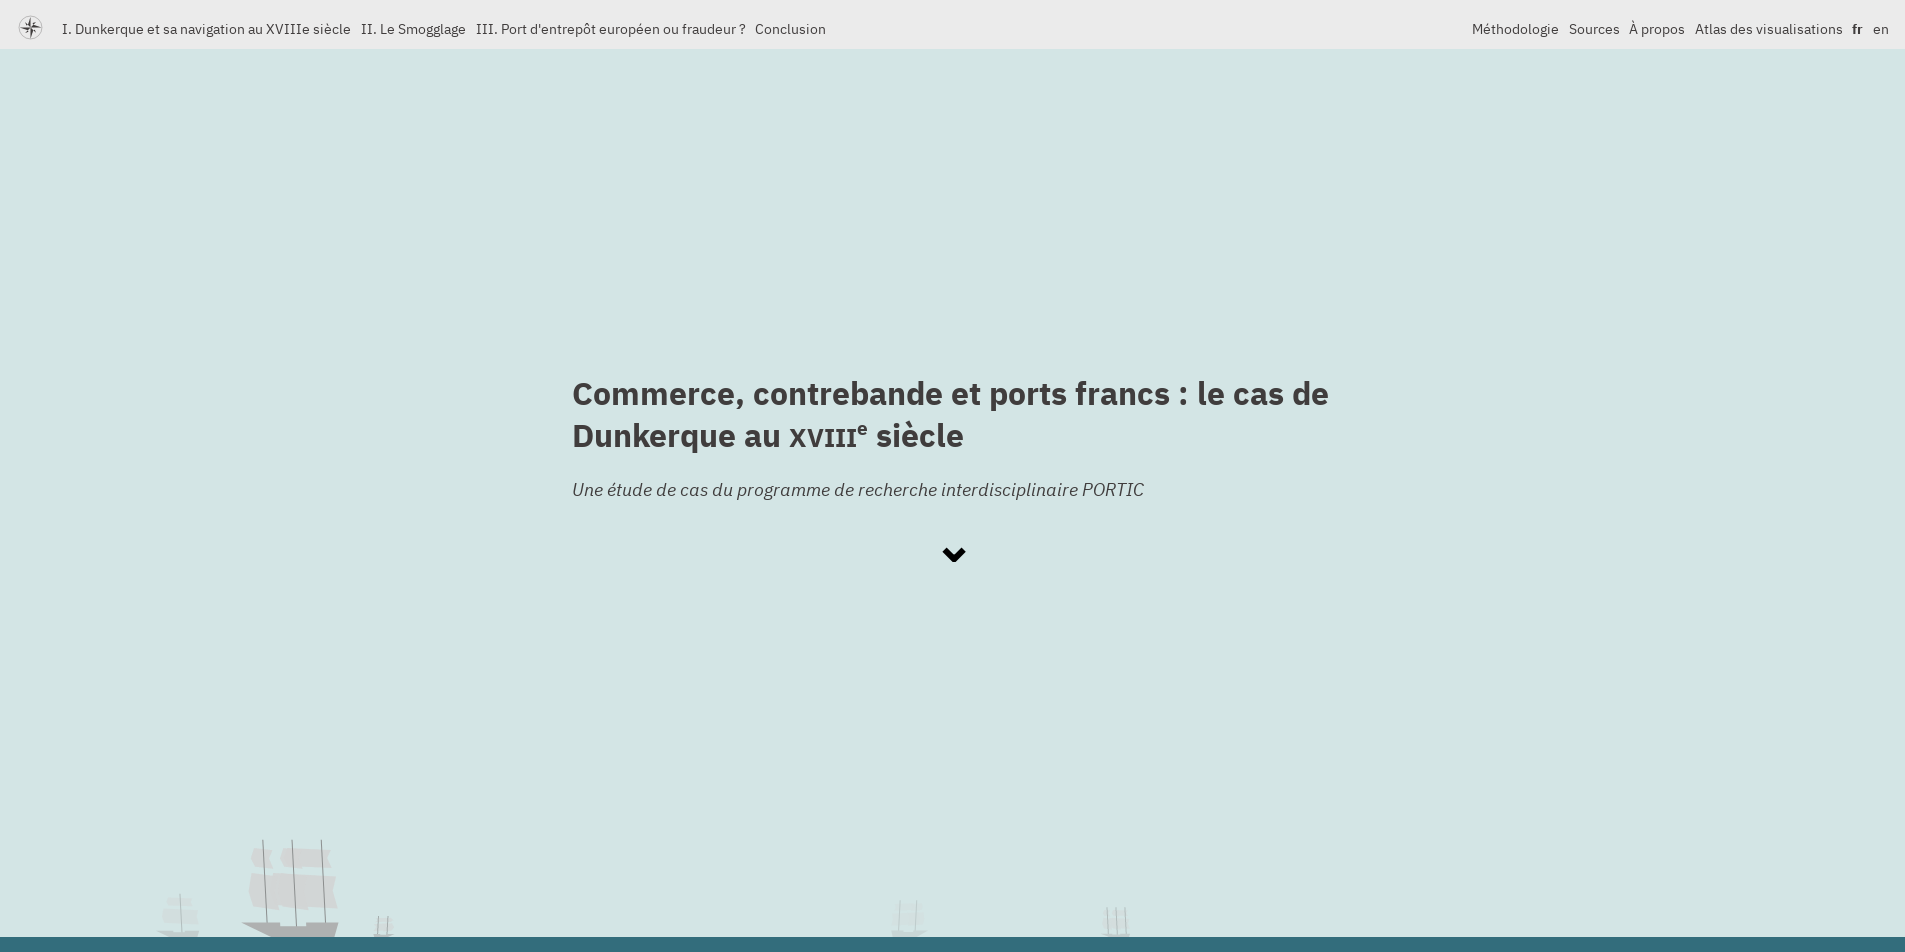 I. Dunkerque et sa navigation au XVIIIe siècle II. Le Smogglage III. Port d'entrepôt européen ou fraudeur ? Conclusion Méthodologie Sources À propos Atlas des visualisations fr en
Commerce, contrebande et ports francs : le cas de
Dunkerque au XVIIIe siècle
Une étude de cas du programme de recherche interdisciplinaire PORTIC